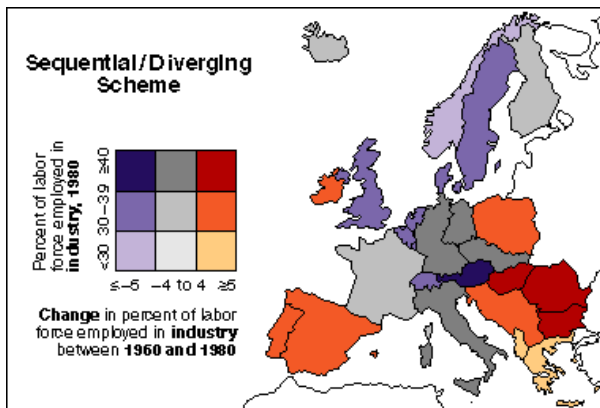 Sequential/Diverging
Scheme
Percent of labor
force employed in
industry, 1980
≥40
30-39
<30
≤-5
-4 to 4
≥5
Change in percent of labor
force employed in industry
between 1960 and 1980